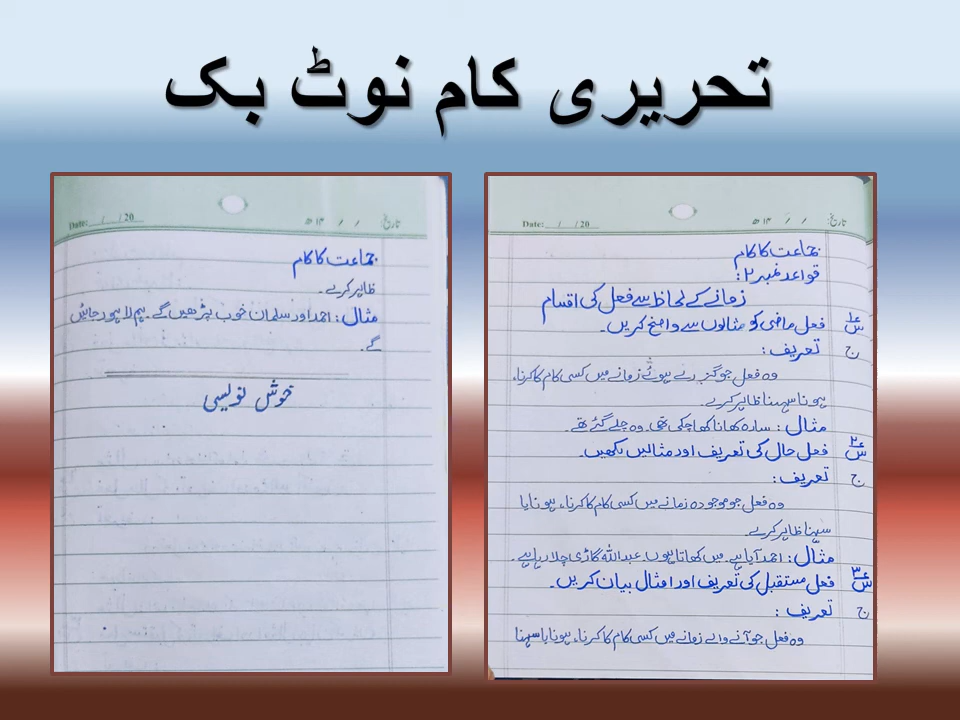 تحریری کام نوٹ بک
تاریخ: / / ۱۴ھ Date: / /20
جماعت کا کام
قواعد نمبر ۲:
زمانے کے لحاظ سے فعل کی اقسام
س۱ فعل ماضی کو مثالوں سے واضح کریں۔
ج تعریف:
وہ فعل جو گزرے ہوئے زمانے میں کسی کام کا کرنا،
ہونا سہنا ظاہر کرے۔
مثال: سارہ کھانا کھا چکی تھی۔ وہ چلے گئے تھے۔
س۲ فعل حال کی تعریف اور مثالیں لکھیں۔
ج تعریف:
وہ فعل جو موجودہ زمانے میں کسی کام کا کرنا، ہونا یا
سہنا ظاہر کرے۔
مثال: احمد آیا ہے۔ میں کھاتا ہوں۔ عبداللہ گاڑی چلا رہا ہے۔
س۳ فعل مستقبل کی تعریف اور امثال بیان کریں۔
ج تعریف:
وہ فعل جو آنے والے زمانے میں کسی کام کا کرنا، ہونا یا سہنا
تاریخ: / / ۱۴ھ Date: / /20
جماعت کا کام
ظاہر کرے۔
مثال: احمد اور سلمان خوب پڑھیں گے۔ ہم لاہور جائیں
گے۔
خوش نویسی